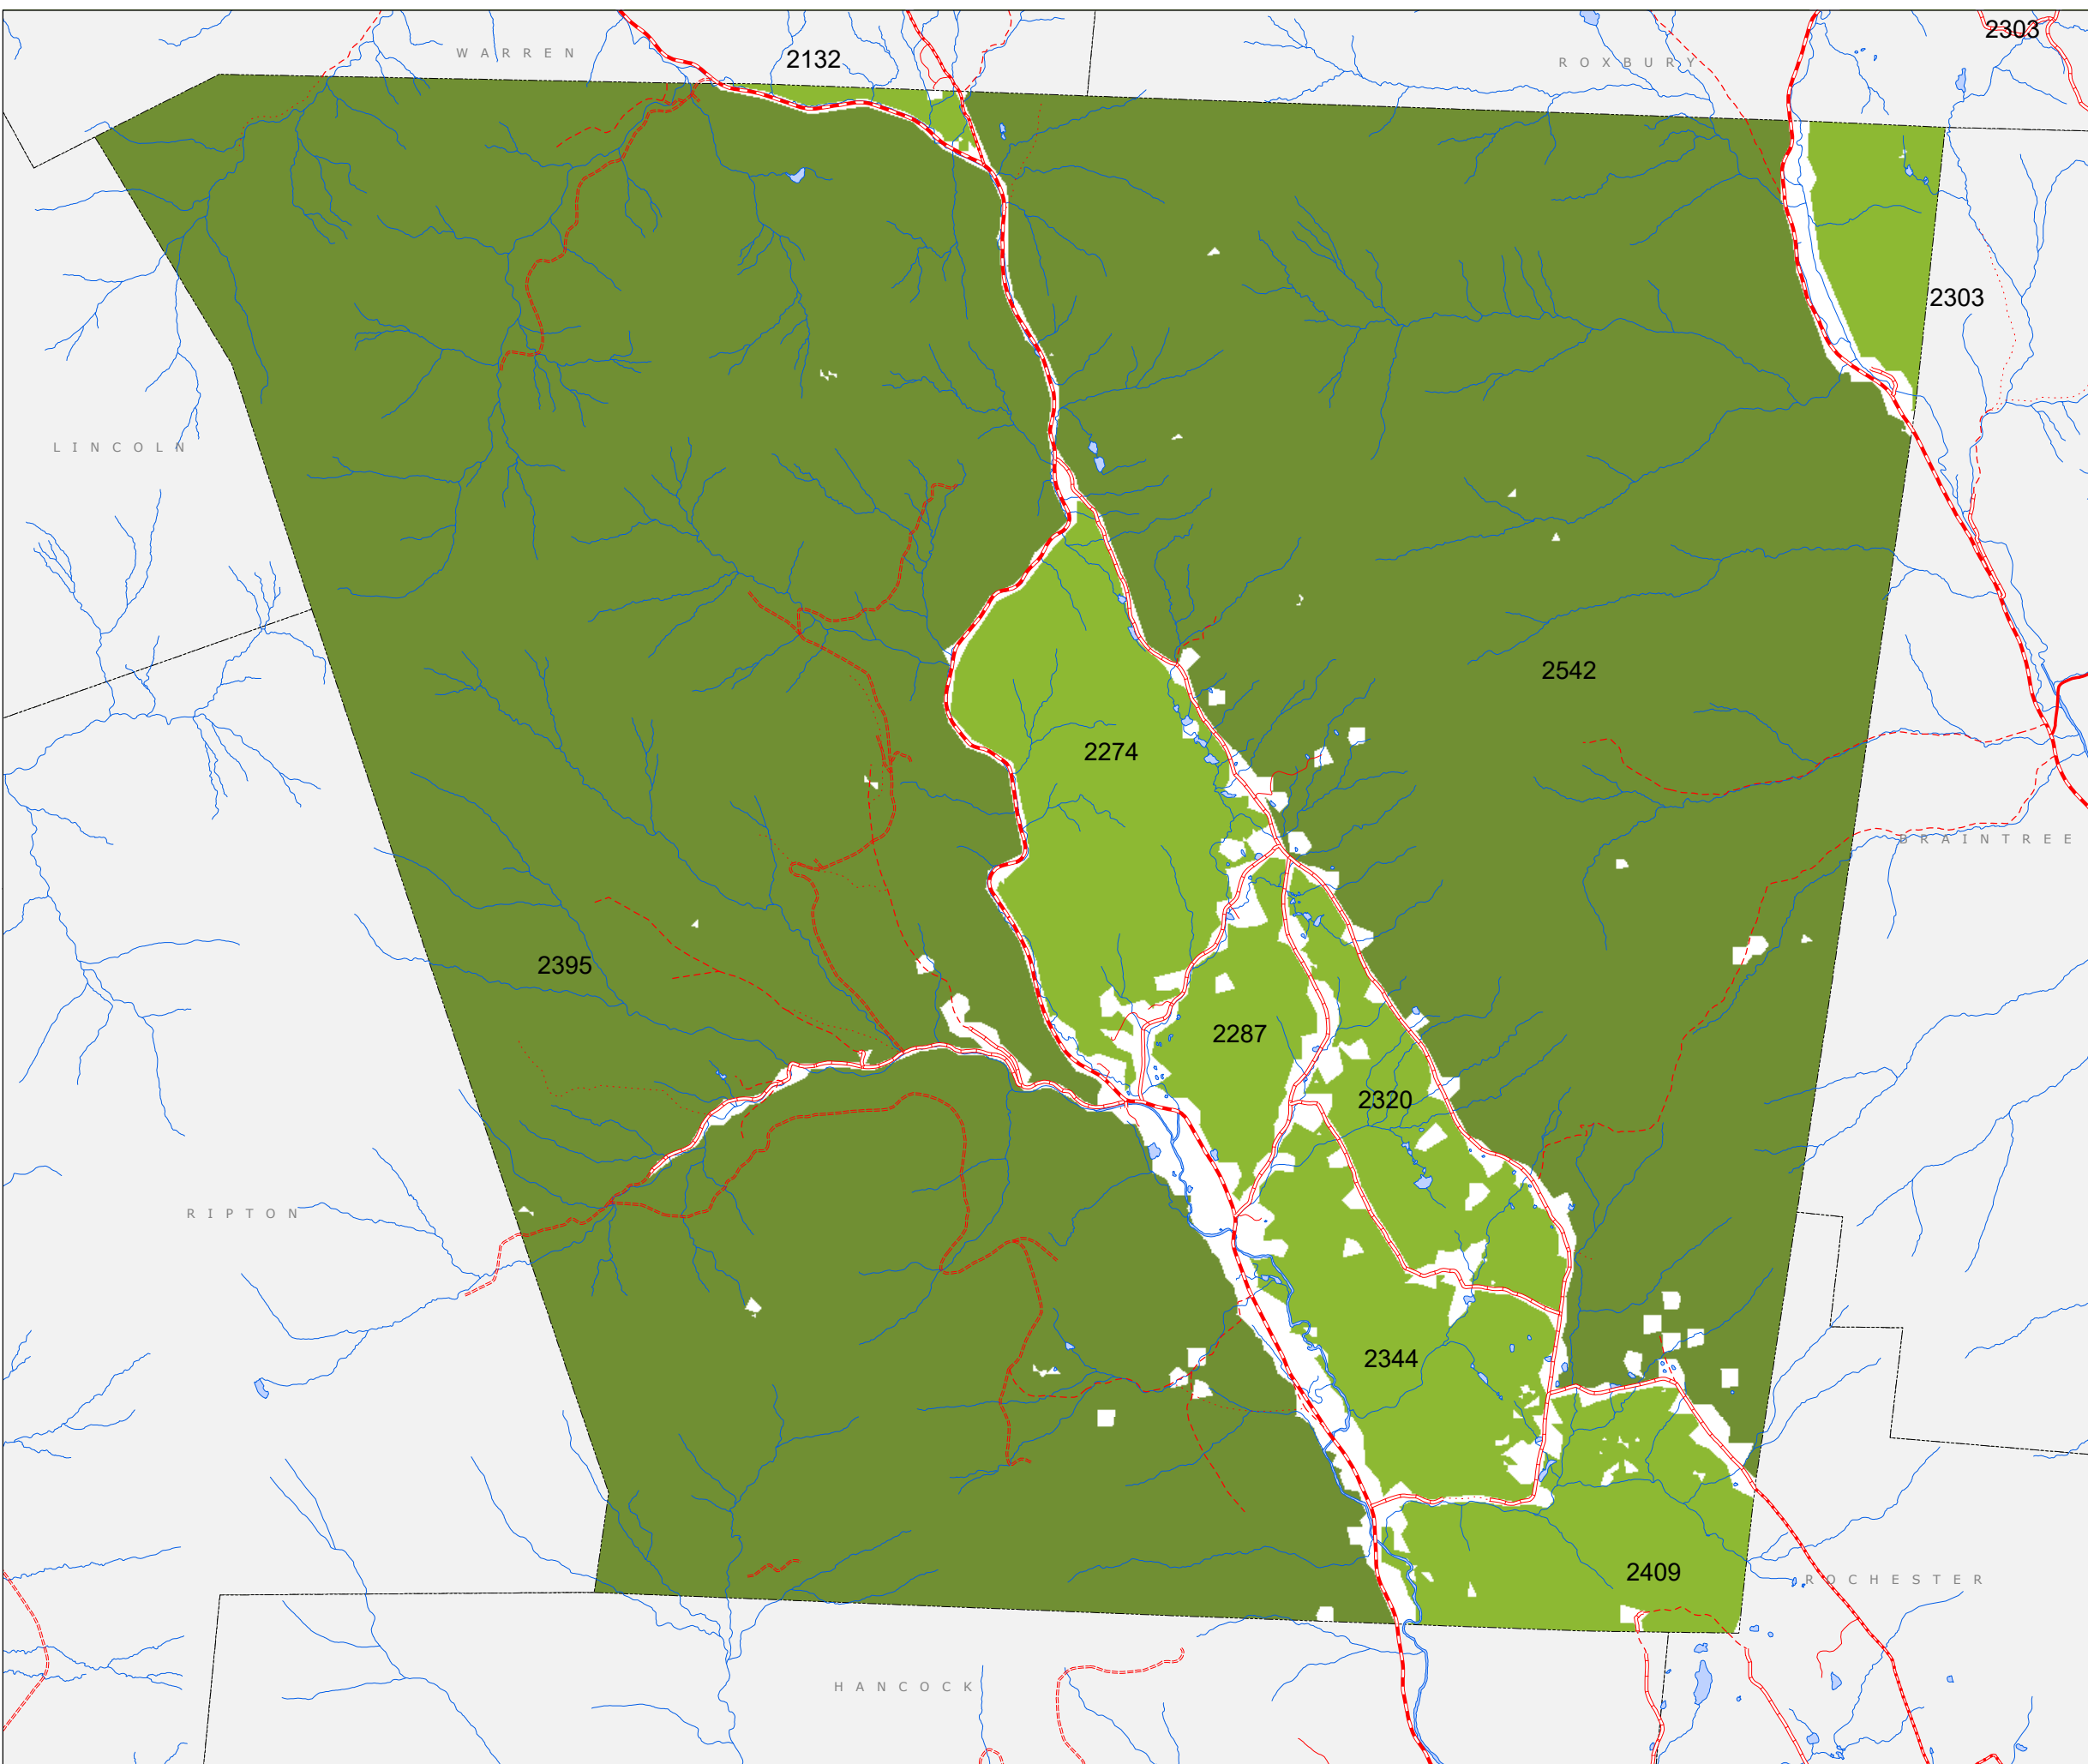 2303
WARREN
2132
ROXBURY
2303
LINCOLN
2542
2274
BRAINTREE
2395
2287
2320
RIPTON
2344
2409
ROCHESTER
HANCOCK